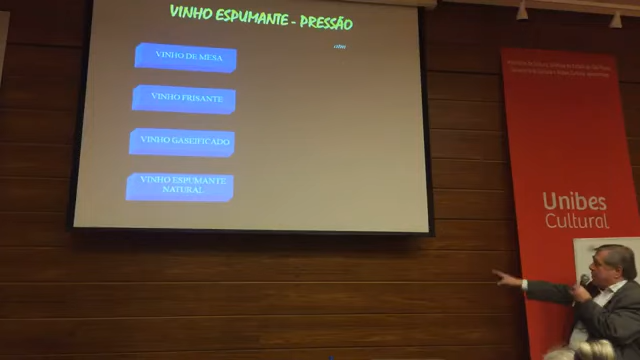 VINHO ESPUMANTE - PRESSÃO
VINHO DE MESA
VINHO FRISANTE
VINHO GASEIFICADO
VINHO ESPUMANTE
NATURAL
Unibes
Cultural